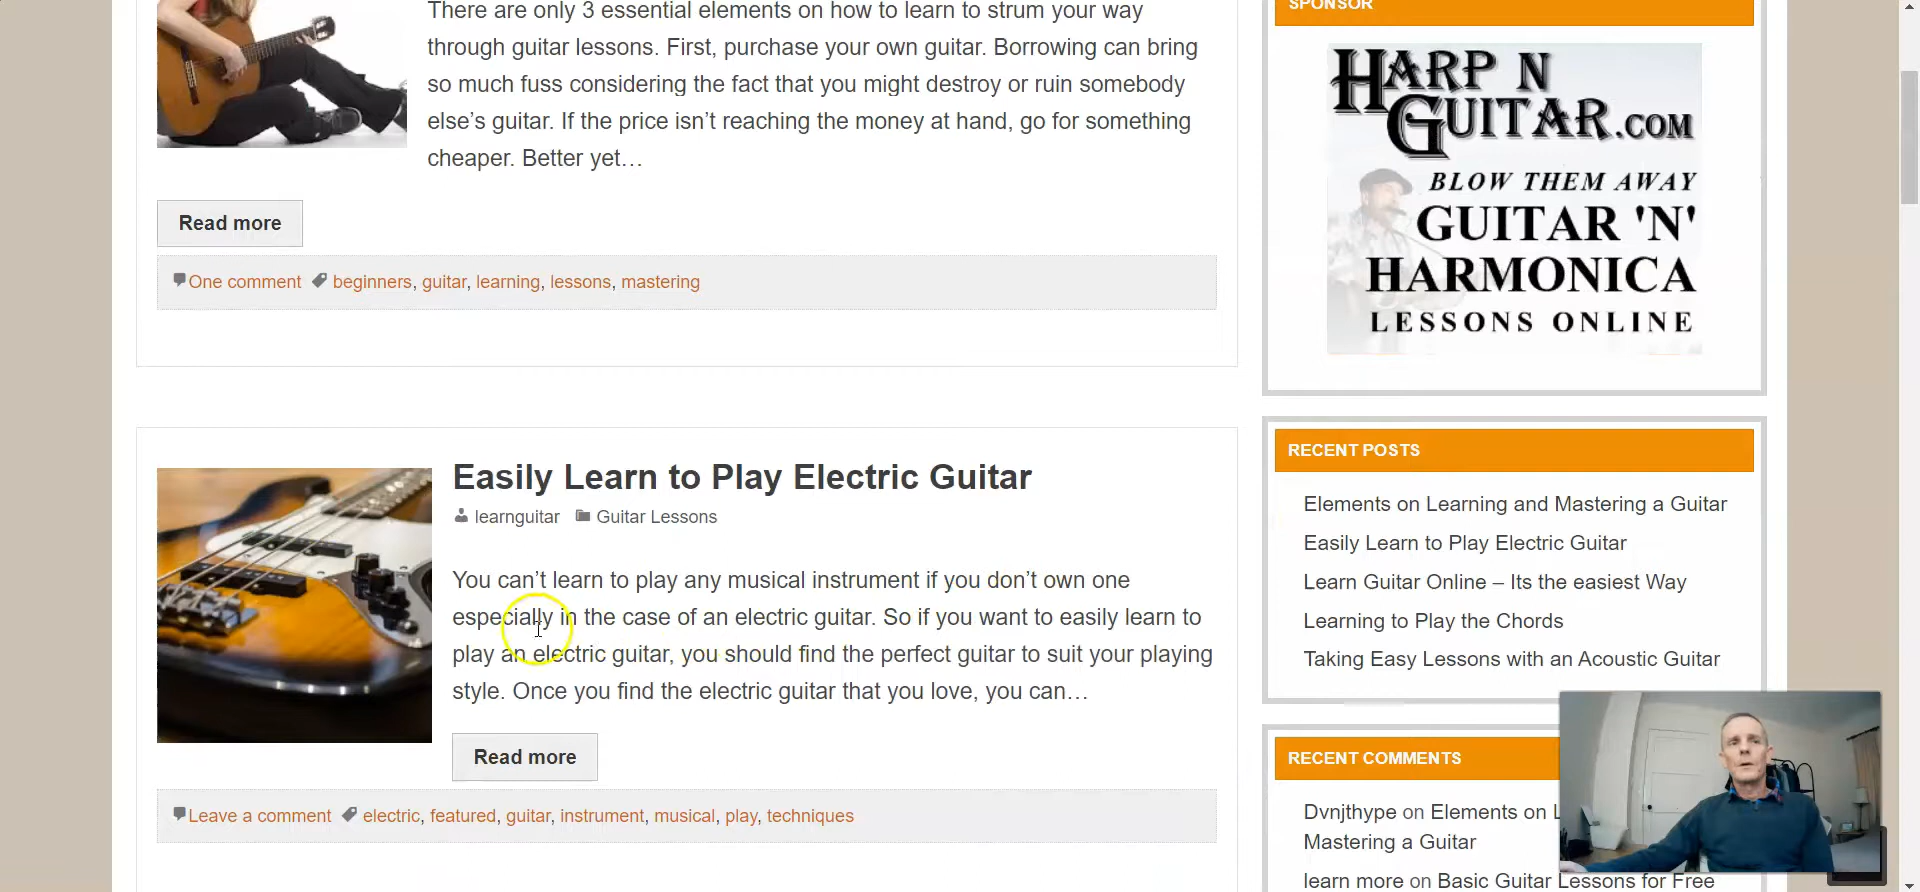 There are only 3 essential elements on how to learn to strum your way
through guitar lessons. First, purchase your own guitar. Borrowing can bring
so much fuss considering the fact that you might destroy or ruin somebody
else’s guitar. If the price isn’t reaching the money at hand, go for something
cheaper. Better yet…
Read more
One comment beginners, guitar, learning, lessons, mastering
Easily Learn to Play Electric Guitar
learnguitar Guitar Lessons
You can’t learn to play any musical instrument if you don’t own one
especially in the case of an electric guitar. So if you want to easily learn to
play an electric guitar, you should find the perfect guitar to suit your playing
style. Once you find the electric guitar that you love, you can…
Read more
Leave a comment electric, featured, guitar, instrument, musical, play, techniques
SPONSOR
HARP N
GUITAR.COM
BLOW THEM AWAY
GUITAR 'N'
HARMONICA
LESSONS ONLINE
RECENT POSTS
Elements on Learning and Mastering a Guitar
Easily Learn to Play Electric Guitar
Learn Guitar Online – Its the easiest Way
Learning to Play the Chords
Taking Easy Lessons with an Acoustic Guitar
RECENT COMMENTS
Dvnjthype on Elements on L
Mastering a Guitar
learn more on Basic Guitar Lessons for Free